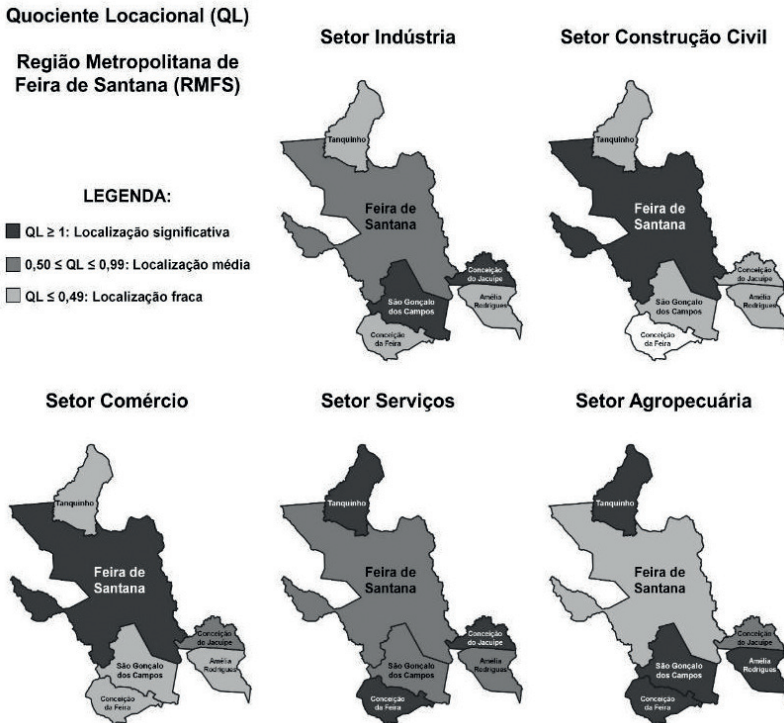 Quociente Locacional (QL)
Região Metropolitana de
Feira de Santana (RMFS)
LEGENDA:
QL ≥ 1: Localização significativa
0,50 ≤ QL ≤ 0,99: Localização média
QL ≤ 0,49: Localização fraca
Setor Indústria
Tanquinho
Feira de
Santana
Conceição
do Jacuípe
São Gonçalo
dos Campos
Amélia
Rodrigues
Conceição
da Feira
Setor Construção Civil
Tanquinho
Feira de
Santana
Conceição
do Jacuípe
São Gonçalo
dos Campos
Amélia
Rodrigues
Conceição
da Feira
Setor Comércio
Tanquinho
Feira de
Santana
Conceição
do Jacuípe
São Gonçalo
dos Campos
Amélia
Rodrigues
Conceição
da Feira
Setor Serviços
Tanquinho
Feira de
Santana
Conceição
do Jacuípe
São Gonçalo
dos Campos
Amélia
Rodrigues
Conceição
da Feira
Setor Agropecuária
Tanquinho
Feira de
Santana
Conceição
do Jacuípe
São Gonçalo
dos Campos
Amélia
Rodrigues
Conceição
da Feira